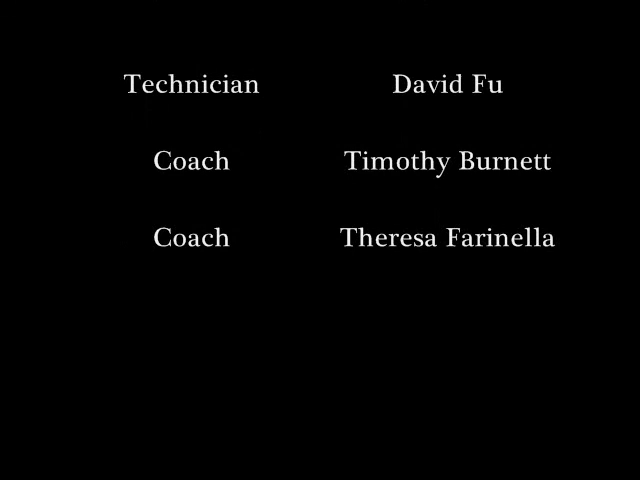 Technician David Fu
Coach Timothy Burnett
Coach Theresa Farinella